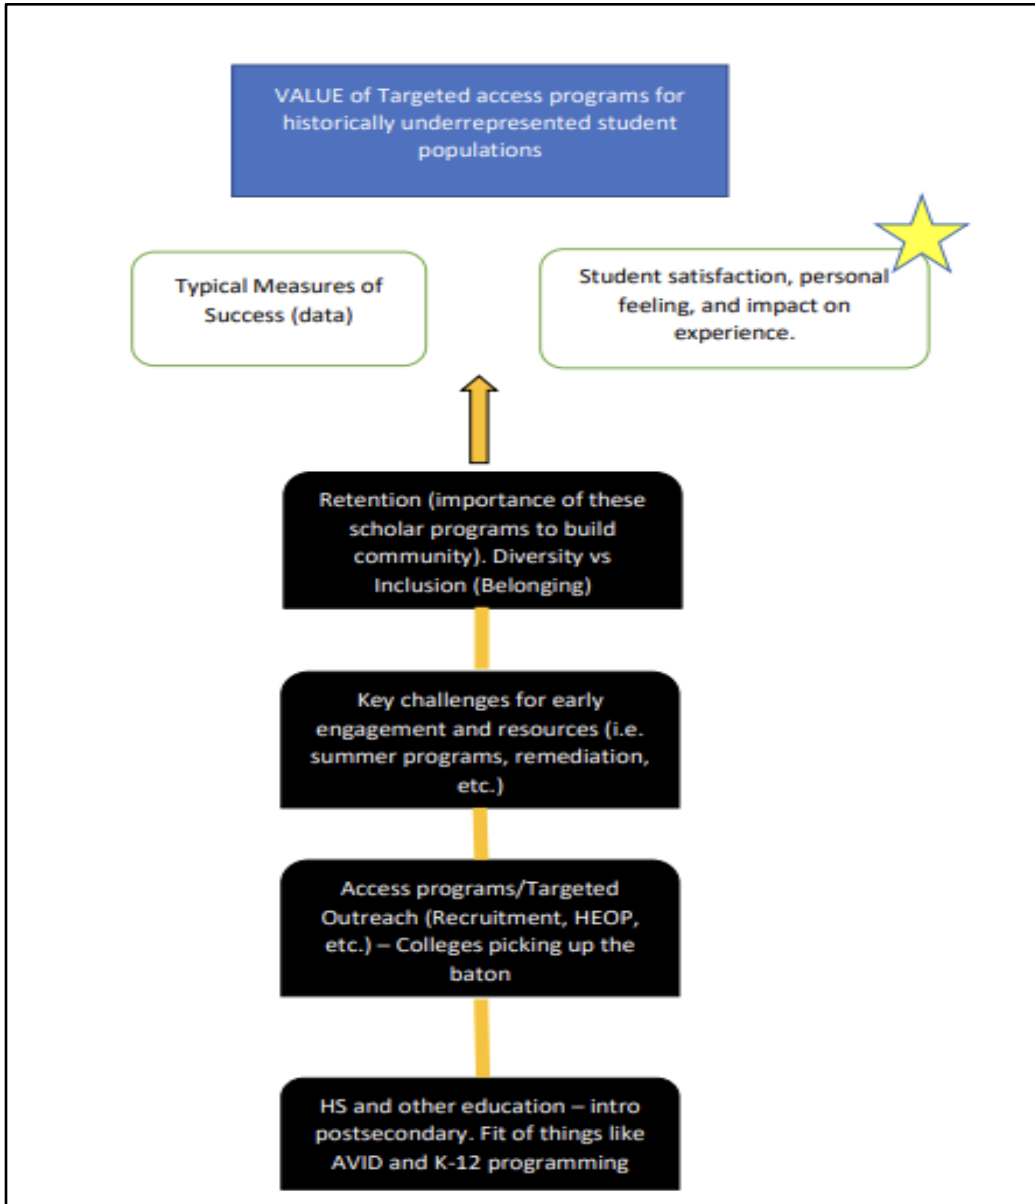 VALUE of Targeted access programs for
historically underrepresented student
populations
Typical Measures of
Success (data)
Student satisfaction, personal
feeling, and impact on
experience.
Retention (importance of these
scholar programs to build
community). Diversity vs
Inclusion (Belonging)
Key challenges for early
engagement and resources (i.e.
summer programs, remediation,
etc.)
Access programs/Targeted
Outreach (Recruitment, HEOP,
etc.) – Colleges picking up the
baton
HS and other education – intro
postsecondary. Fit of things like
AVID and K-12 programming